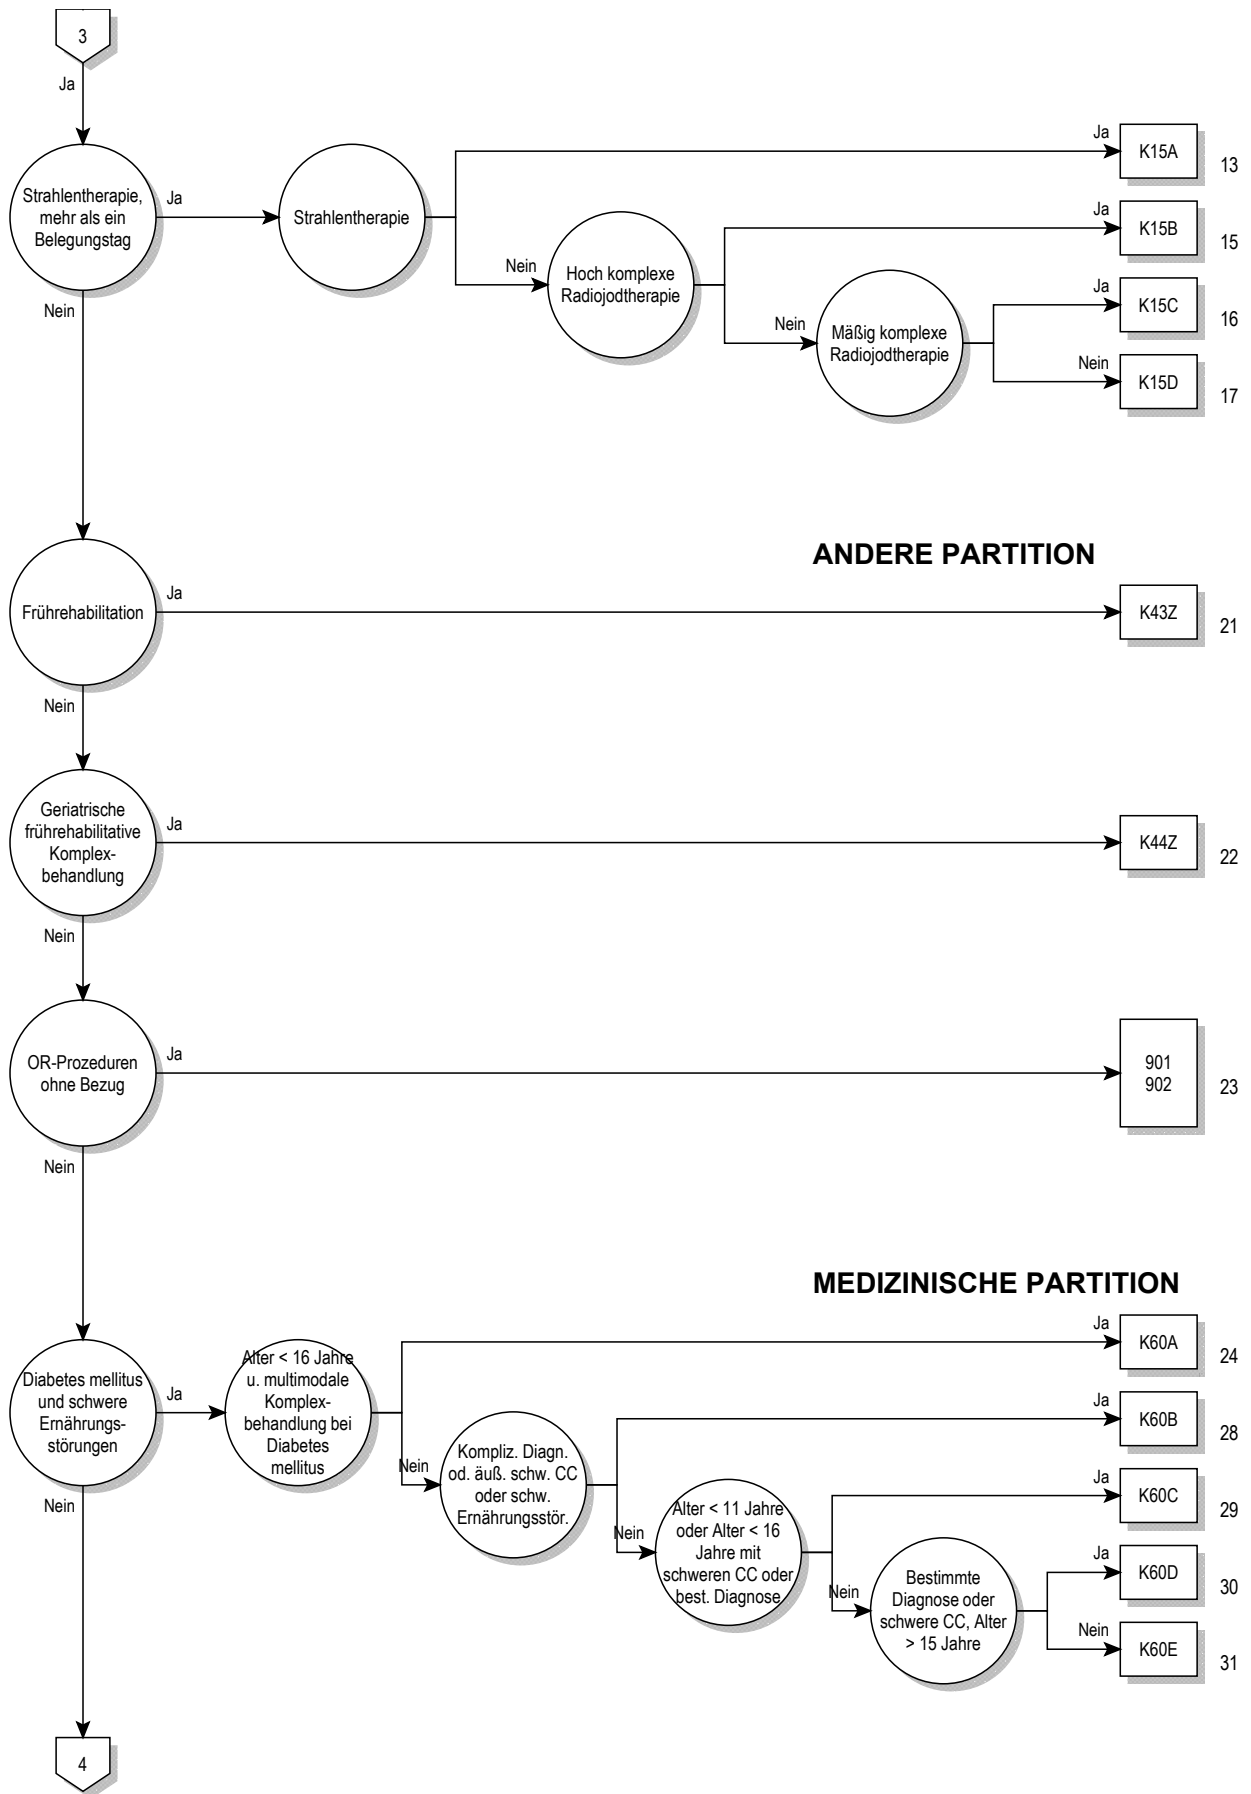 3
Ja
Strahlentherapie,
mehr als ein
Belegungstag
Ja
Strahlentherapie
Ja
K15A
13
Nein
Hoch komplexe
Radiojodtherapie
Ja
K15B
15
Nein
Mäßig komplexe
Radiojodtherapie
Ja
K15C
16
Nein
K15D
17
Nein
ANDERE PARTITION
Frührehabilitation
Ja
K43Z
21
Nein
Geriatrische
frührehabilitative
Komplex-
behandlung
Ja
K44Z
22
Nein
OR-Prozeduren
ohne Bezug
Ja
901
902
23
Nein
MEDIZINISCHE PARTITION
Diabetes mellitus
und schwere
Ernährungs-
störungen
Ja
Alter < 16 Jahre
u. multimodale
Komplex-
behandlung bei
Diabetes
mellitus
Ja
K60A
24
Nein
Kompliz. Diagn.
od. äuß. schw. CC
oder schw.
Ernährungsstör.
Ja
K60B
28
Nein
Alter < 11 Jahre
oder Alter < 16
Jahre mit
schweren CC oder
best. Diagnose
Ja
K60C
29
Nein
Bestimmte
Diagnose oder
schwere CC, Alter
> 15 Jahre
Ja
K60D
30
Nein
K60E
31
Nein
4